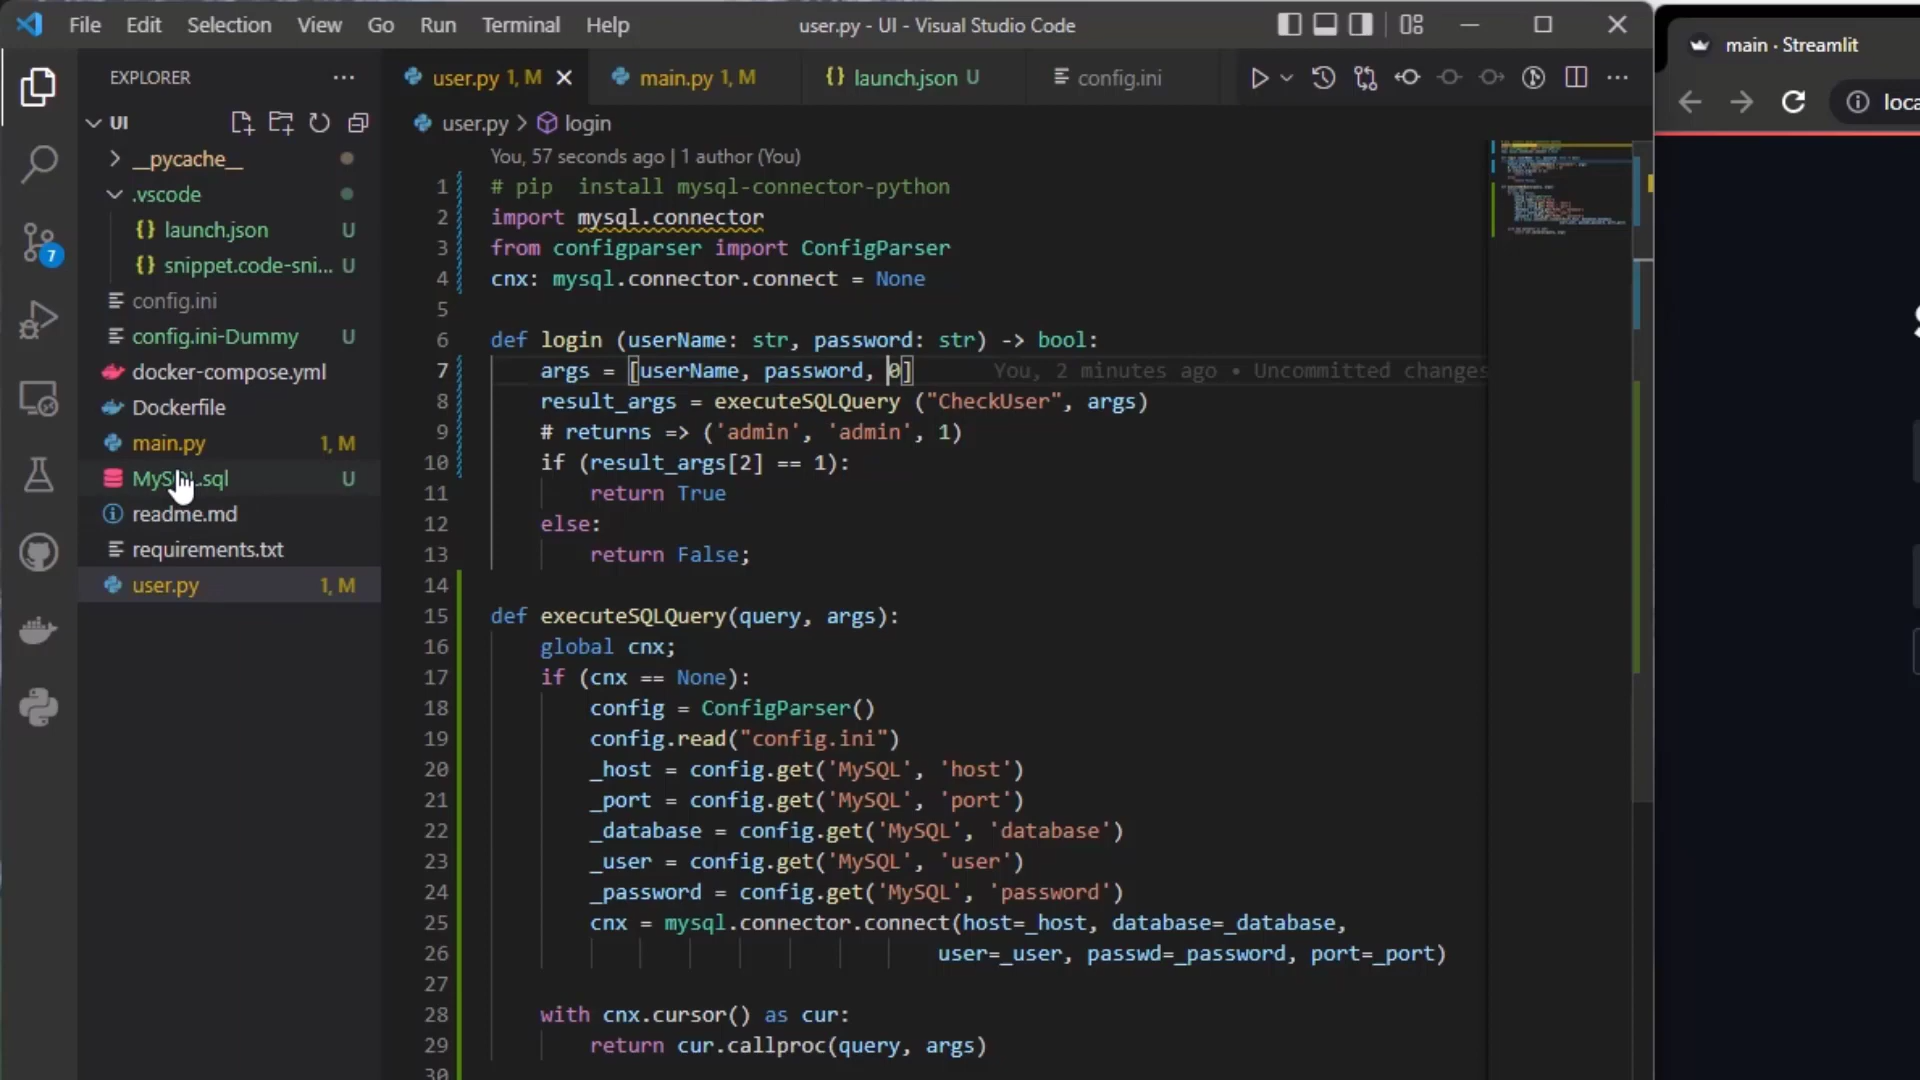 File Edit Selection View Go Run Terminal Help user.py - UI - Visual Studio Code
EXPLORER
UI
__pycache__
.vscode
launch.json U
snippet.code-sni... U
config.ini
config.ini-Dummy U
docker-compose.yml
Dockerfile
main.py 1, M
MySQL.sql U
readme.md
requirements.txt
user.py 1, M
7
user.py 1, M main.py 1, M launch.json U config.ini
user.py > login
You, 57 seconds ago | 1 author (You)
1 # pip  install mysql-connector-python
2 import mysql.connector
3 from configparser import ConfigParser
4 cnx: mysql.connector.connect = None
5
6 def login (userName: str, password: str) -> bool:
7     args = [userName, password, 0] You, 2 minutes ago • Uncommitted changes
8     result_args = executeSQLQuery ("CheckUser", args)
9     # returns => ('admin', 'admin', 1)
10     if (result_args[2] == 1):
11         return True
12     else:
13         return False;
14
15 def executeSQLQuery(query, args):
16     global cnx;
17     if (cnx == None):
18         config = ConfigParser()
19         config.read("config.ini")
20         _host = config.get('MySQL', 'host')
21         _port = config.get('MySQL', 'port')
22         _database = config.get('MySQL', 'database')
23         _user = config.get('MySQL', 'user')
24         _password = config.get('MySQL', 'password')
25         cnx = mysql.connector.connect(host=_host, database=_database,
26                                     user=_user, passwd=_password, port=_port)
27
28     with cnx.cursor() as cur:
29         return cur.callproc(query, args)
30
main · Streamlit
loca